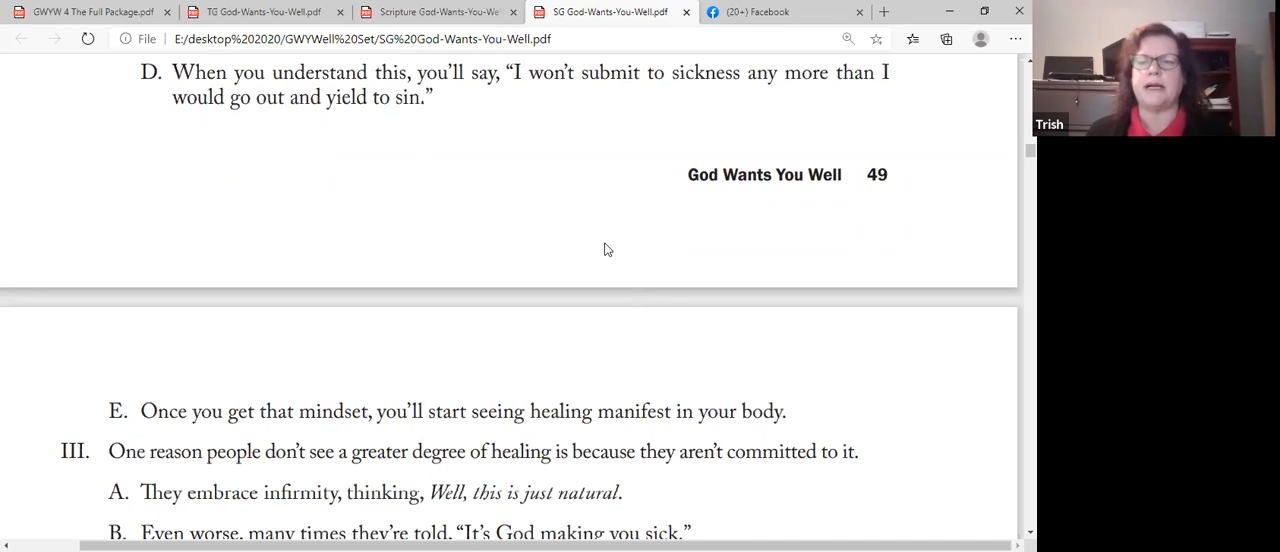 GWYW 4 The Full Package.pdf
TG God-Wants-You-Well.pdf
Scripture God-Wants-You-We
SG God-Wants-You-Well.pdf
(20+) Facebook
File
E:/desktop%202020/GWYWell%20Set/SG%20God-Wants-You-Well.pdf
Trish
D. When you understand this, you'll say, “I won't submit to sickness any more than I
would go out and yield to sin.”
God Wants You Well 49
E. Once you get that mindset, you'll start seeing healing manifest in your body.
III. One reason people don't see a greater degree of healing is because they aren't committed to it.
A. They embrace infirmity, thinking, Well, this is just natural.
B. Even worse, many times they're told, “It's God making you sick.”